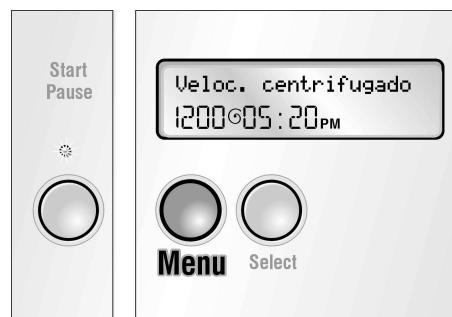 Start
Pause
Veloc. centrifugado
1200 05:20PM
Menu
Select